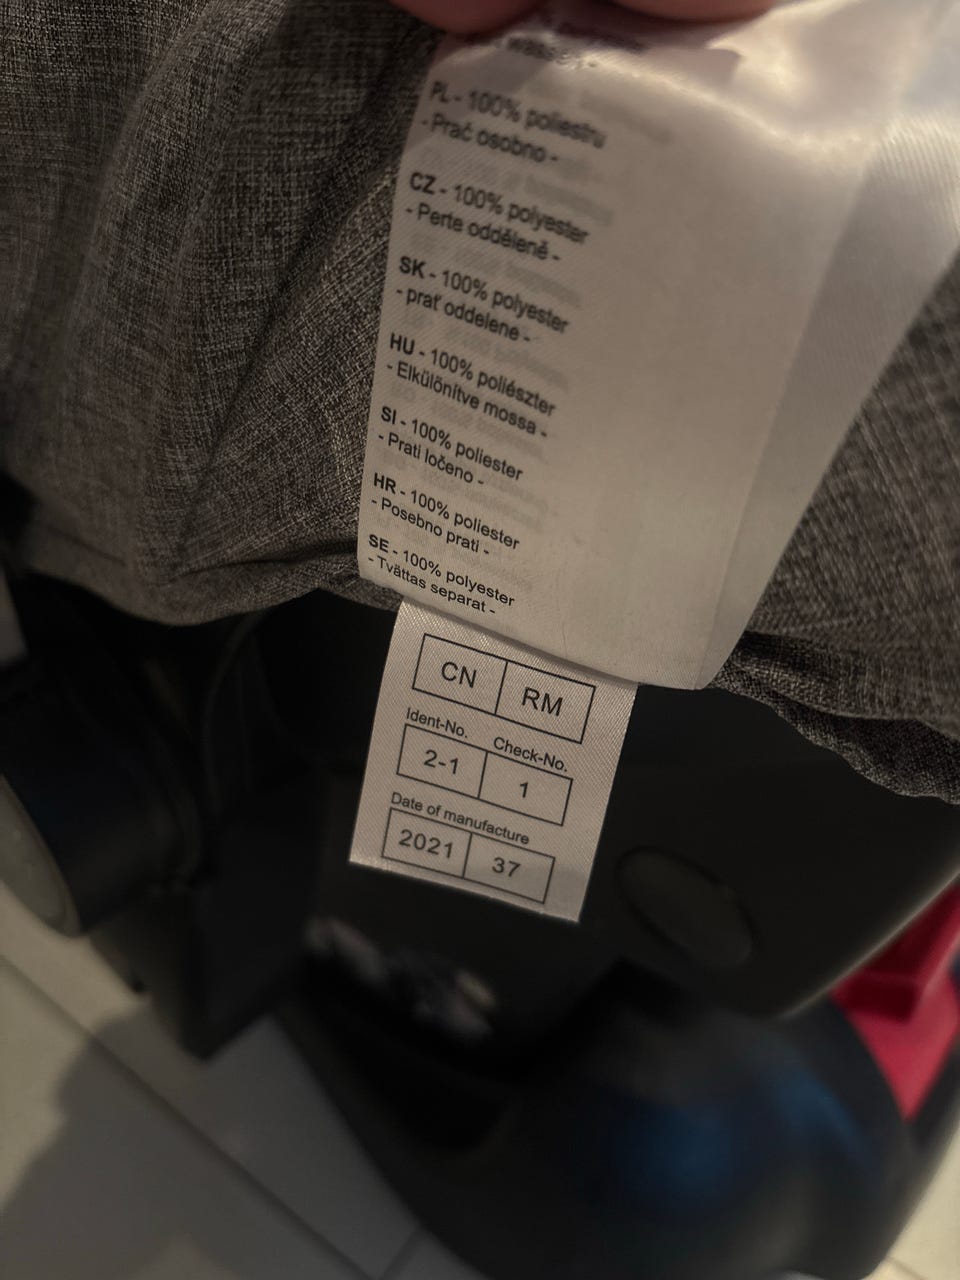 PL - 100% poliestru
- Prać osobno -
CZ - 100% polyester
- Perte odděleně -
SK - 100% polyester
- prať oddelene -
HU - 100% poliészter
- Elkülönítve mossa -
SI - 100% poliester
- Prati ločeno -
HR - 100% poliester
- Posebno prati -
SE - 100% polyester
- Tvättas separat -
CN RM
Ident-No. Check-No.
2-1 1
Date of manufacture
2021 37